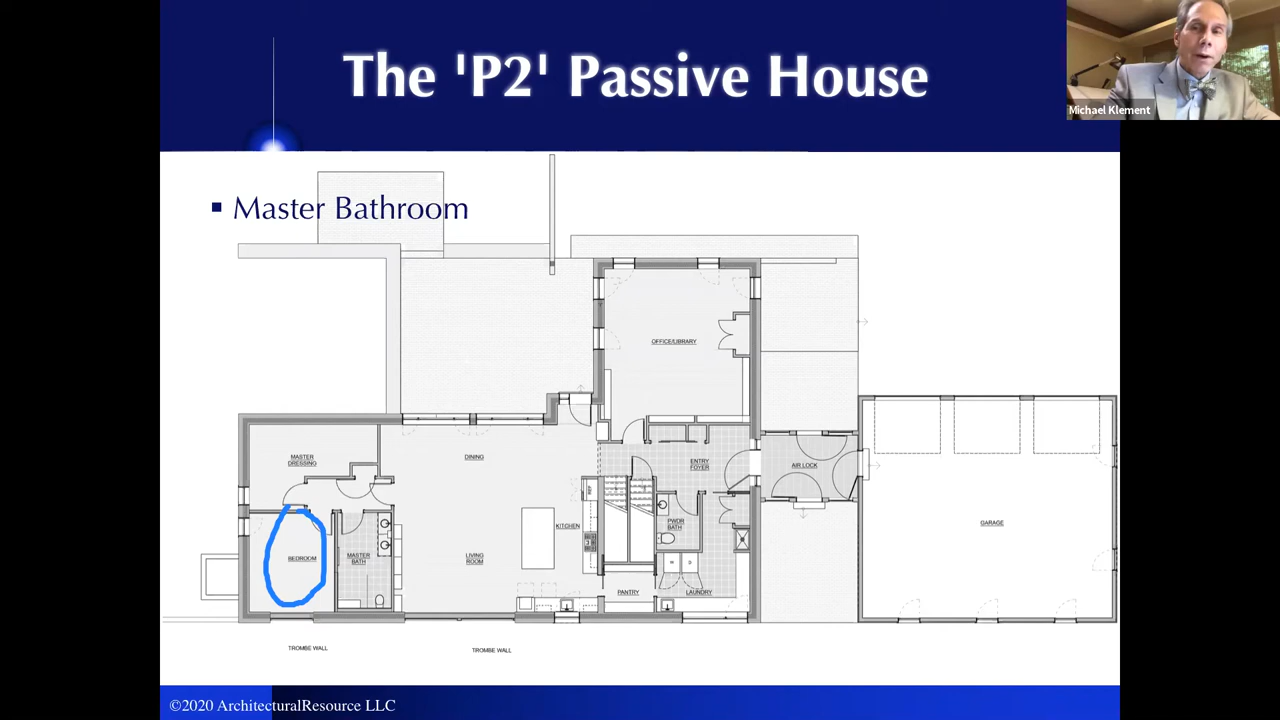 The 'P2' Passive House
Michael Klement
▪ Master Bathroom
OFFICE/LIBRARY
MASTER
DRESSING
DINING
ENTRY
FOYER
AIR LOCK
REF
KITCHEN
PWDR
BATH
GARAGE
BEDROOM
MASTER
BATH
LIVING
ROOM
PANTRY
LAUNDRY
TROMBE WALL
TROMBE WALL
©2020 ArchitecturalResource LLC